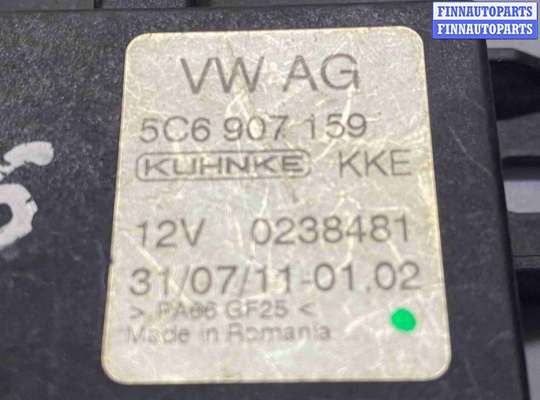 FINNAUTOPARTS
FINNAUTOPARTS
VW AG
5C6 907 159
KUHNKE KKE
12V 0238481
31/07/11-01.02
> PA66 GF25 <
Made in Romania